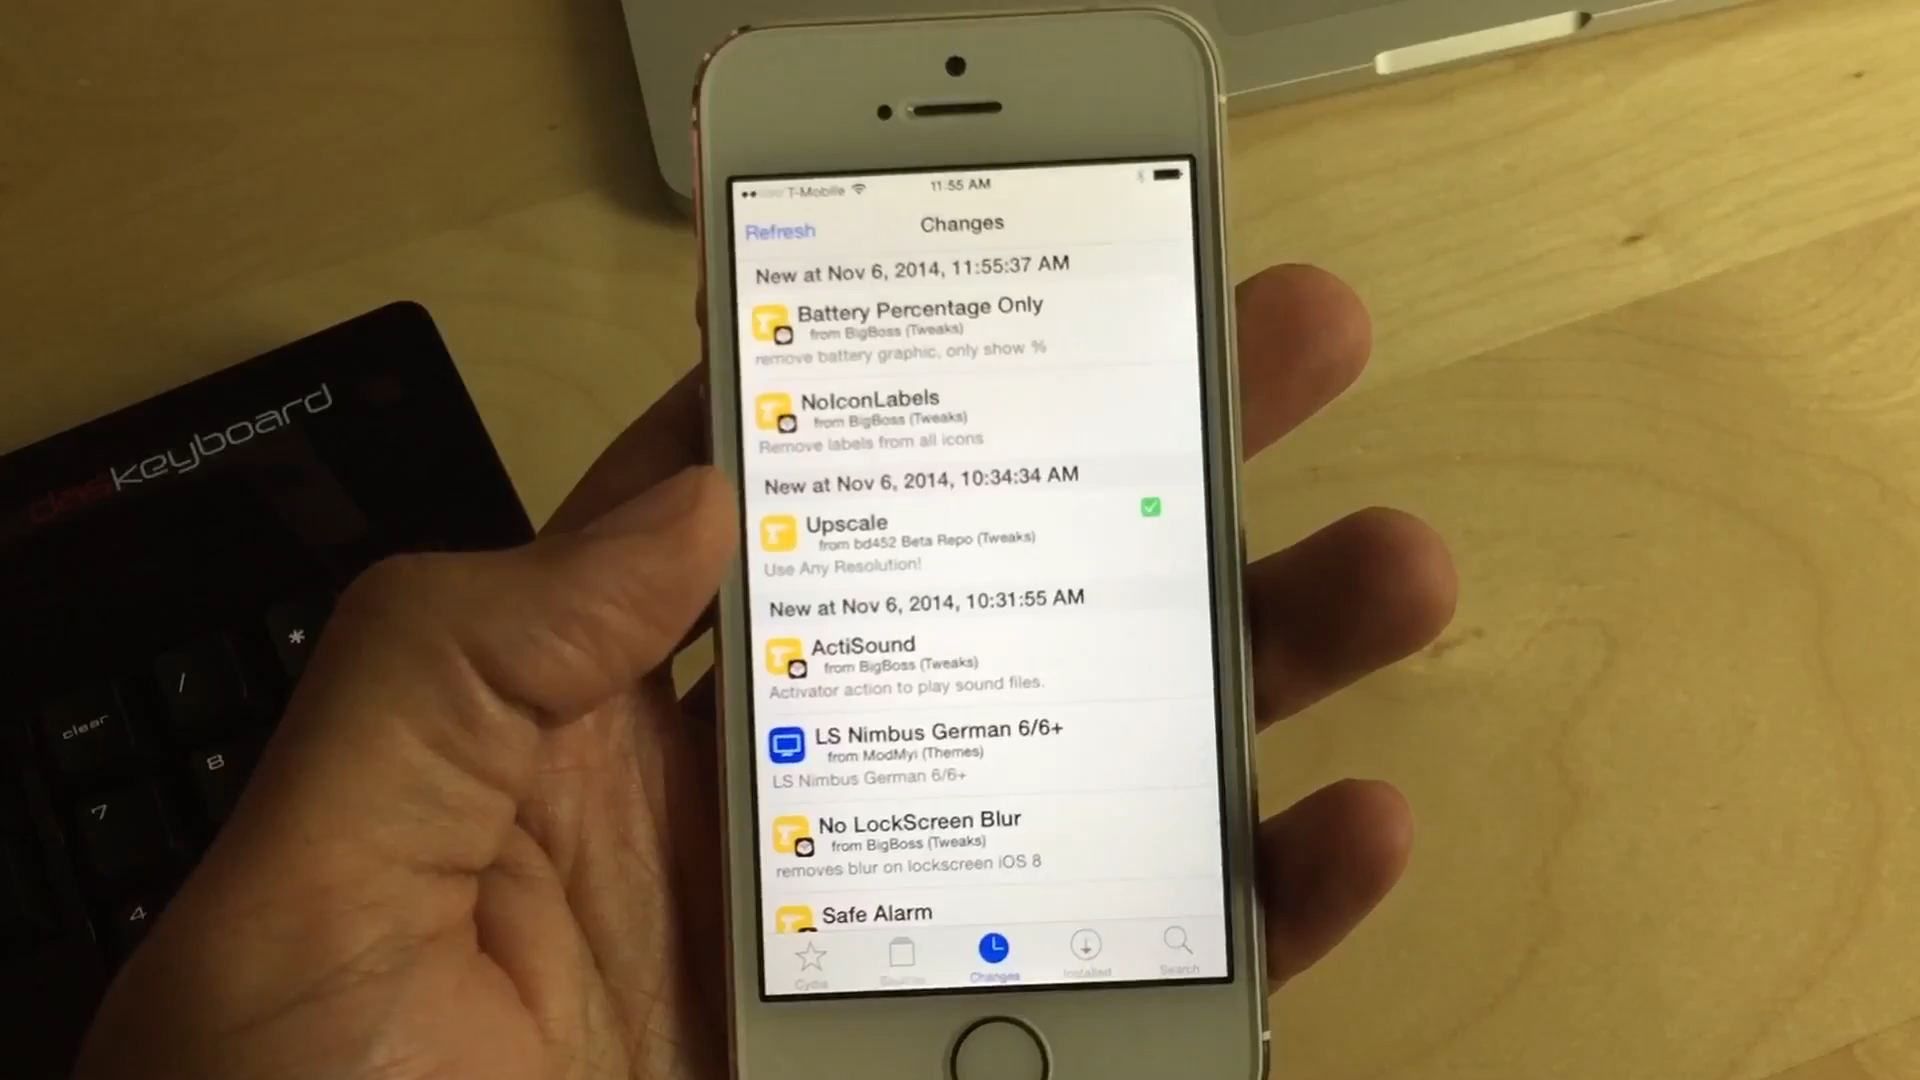 T-Mobile 11:55 AM
Refresh Changes
New at Nov 6, 2014, 11:55:37 AM
Battery Percentage Only
from BigBoss (Tweaks)
remove battery graphic, only show %
NoIconLabels
from BigBoss (Tweaks)
Remove labels from all icons
New at Nov 6, 2014, 10:34:34 AM
Upscale
from bd452 Beta Repo (Tweaks)
Use Any Resolution!
New at Nov 6, 2014, 10:31:55 AM
ActiSound
from BigBoss (Tweaks)
Activator action to play sound files.
LS Nimbus German 6/6+
from ModMyi (Themes)
LS Nimbus German 6/6+
No LockScreen Blur
from BigBoss (Tweaks)
removes blur on lockscreen iOS 8
Safe Alarm
Cydia Sources Changes Installed Search
daskeyboard
*
/
clear
8
7
4